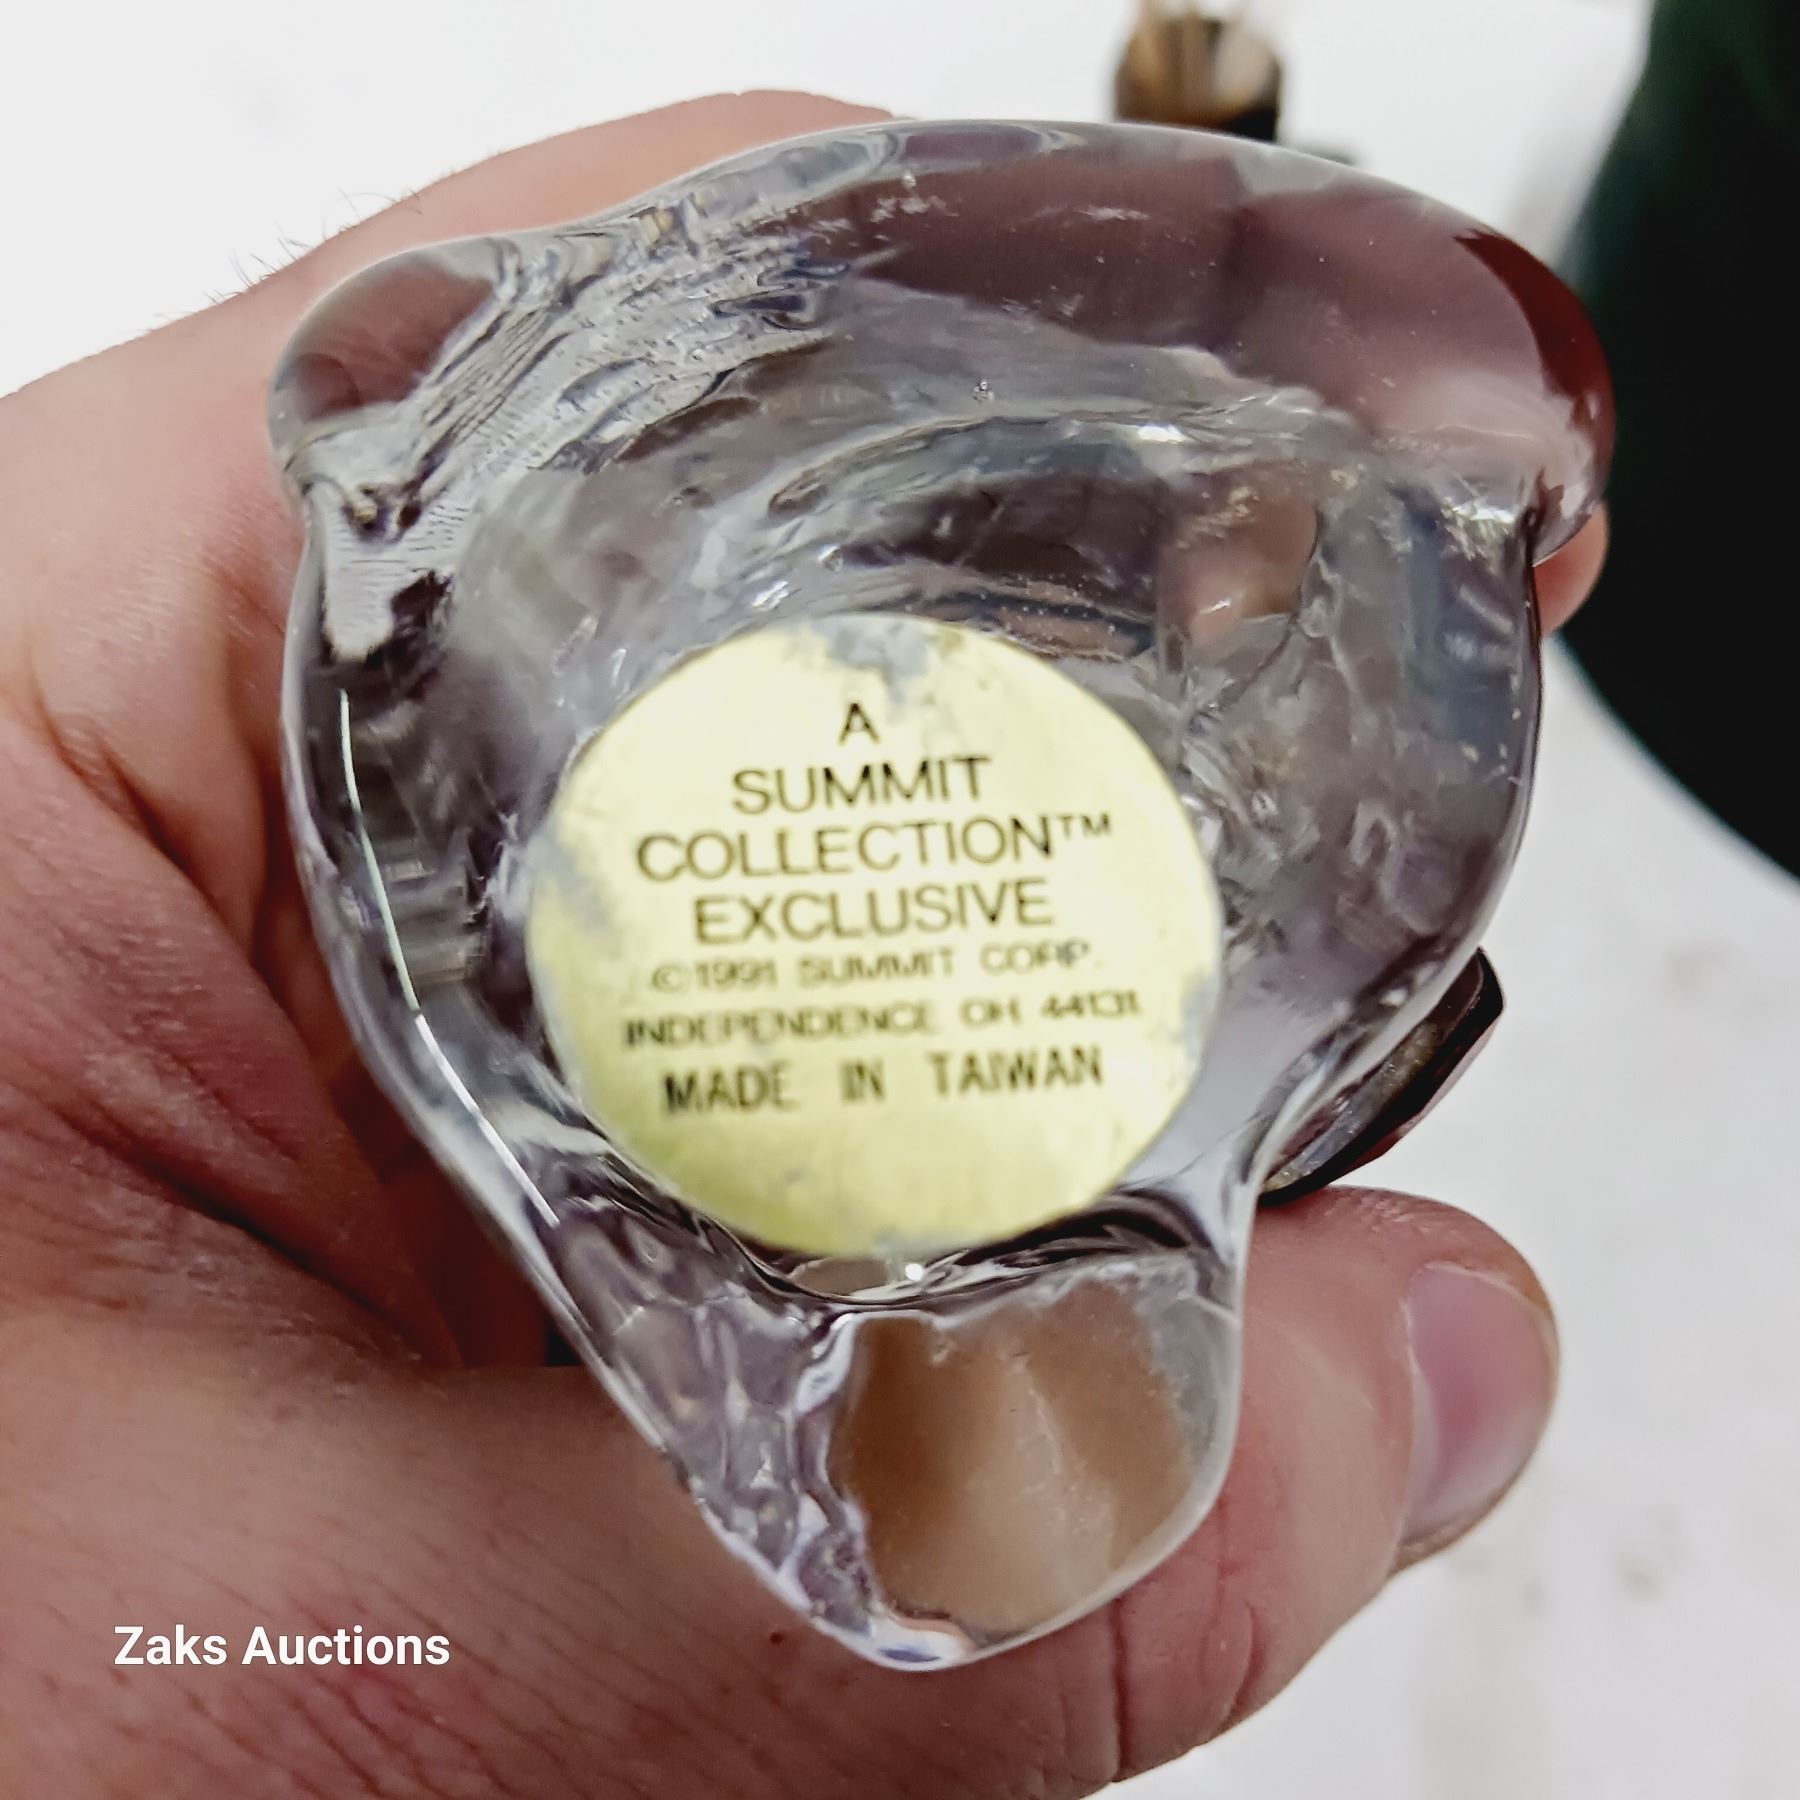 A
SUMMIT
COLLECTION™
EXCLUSIVE
©1991 SUMMIT CORP.
INDEPENDENCE OH 44131
MADE IN TAIWAN
Zaks Auctions